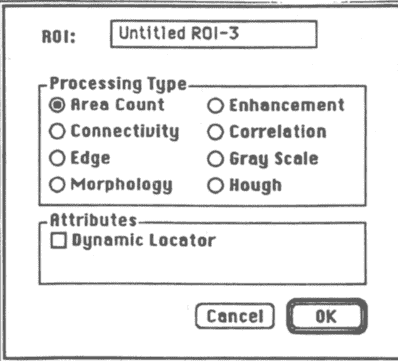 ROI: Untitled ROI-3
Processing Type
Area Count Enhancement
Connectivity Correlation
Edge Gray Scale
Morphology Hough
Attributes
Dynamic Locator
Cancel OK